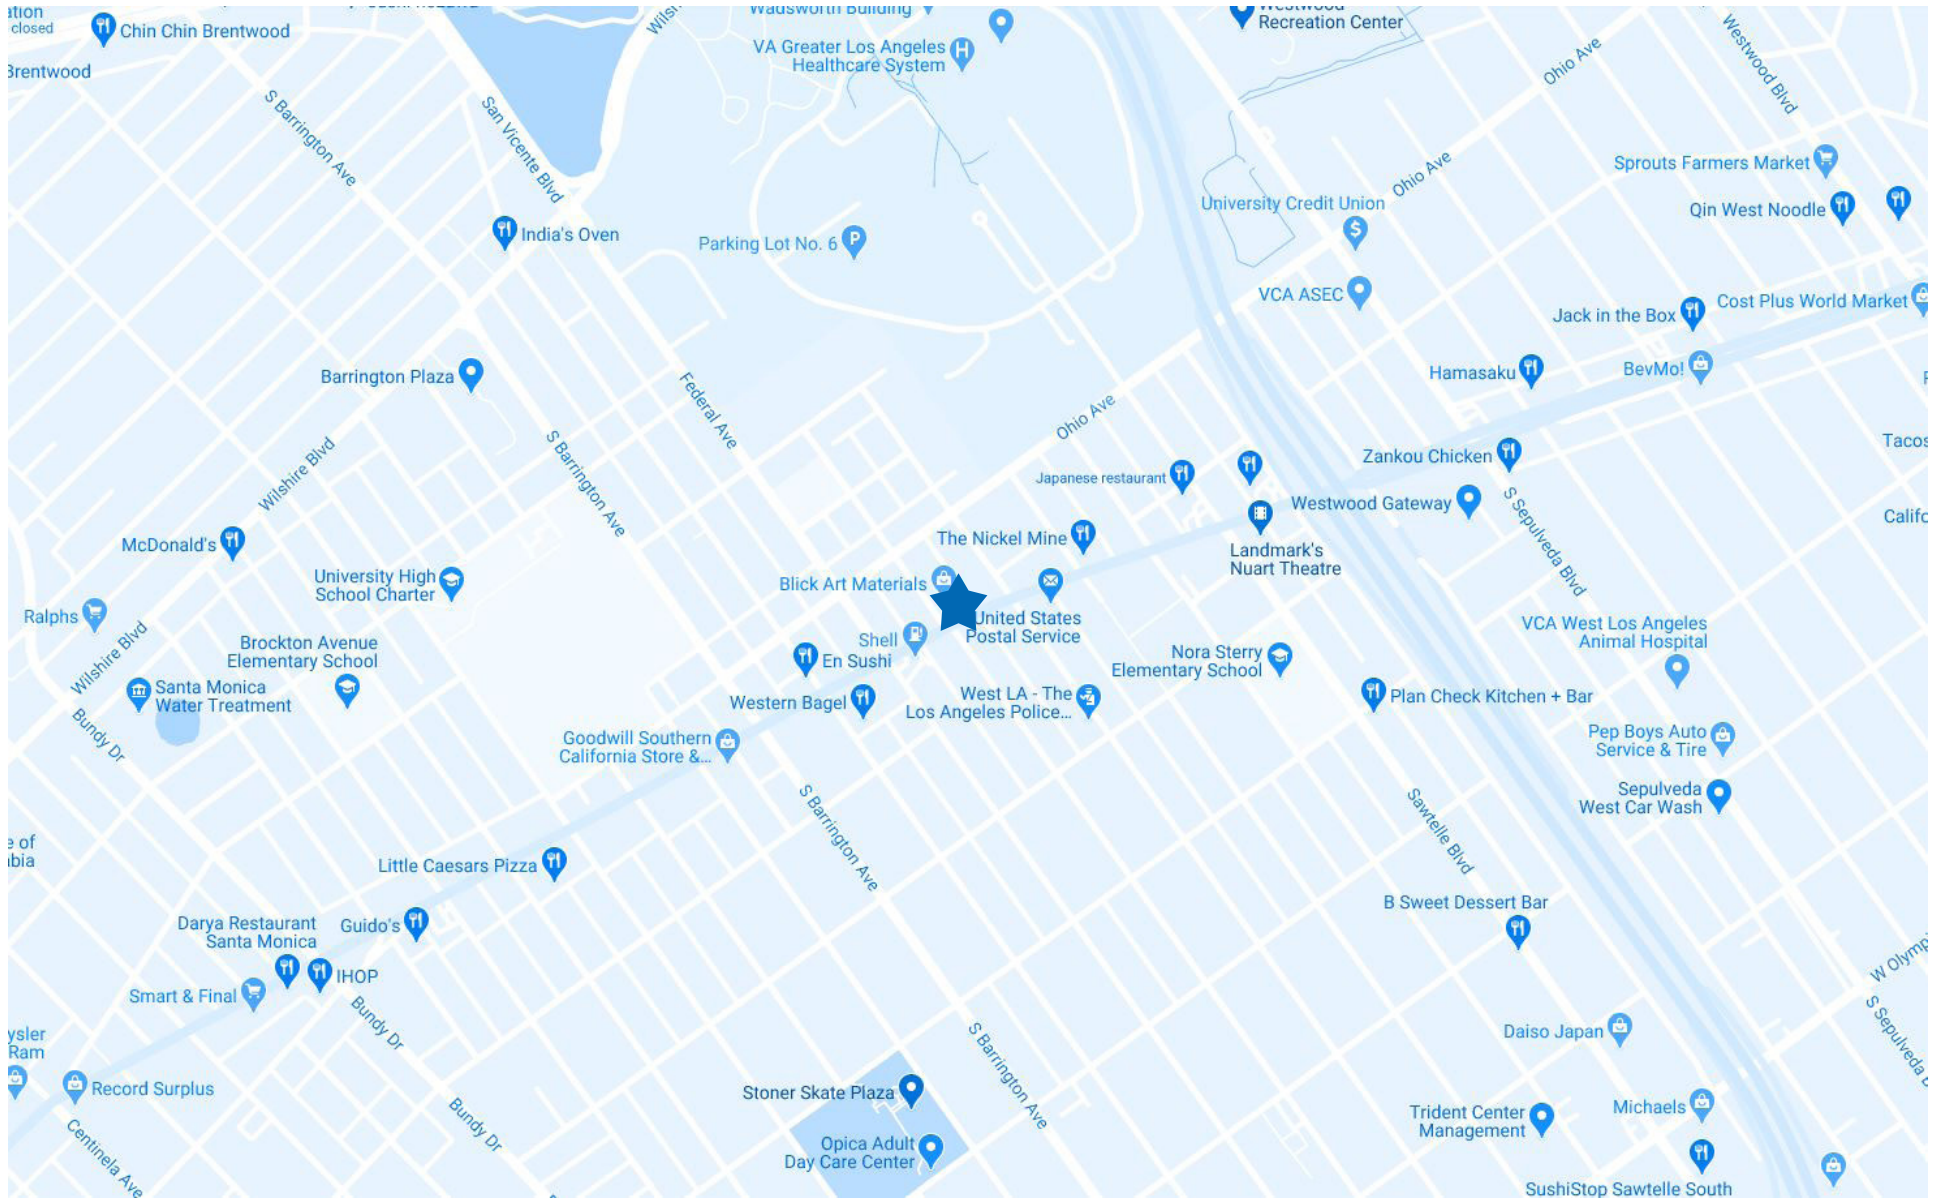 ation
closed
Chin Chin Brentwood
Brentwood
S Barrington Ave
San Vicente Blvd
Wadsworth Building
VA Greater Los Angeles
Healthcare System
Westwood
Recreation Center
Ohio Ave
Westwood Blvd
Sprouts Farmers Market
Ohio Ave
Qin West Noodle
University Credit Union
India's Oven
Parking Lot No. 6
VCA ASEC
Cost Plus World Market
Jack in the Box
BevMo!
Hamasaku
Barrington Plaza
Federal Ave
Ohio Ave
Tacos
Wilshire Blvd
S Barrington Ave
Zankou Chicken
Japanese restaurant
Westwood Gateway
S Sepulveda Blvd
Califo
McDonald's
The Nickel Mine
Landmark's
Nuart Theatre
University High
School Charter
Blick Art Materials
Ralphs
United States
Postal Service
Wilshire Blvd
Brockton Avenue
Elementary School
Shell
En Sushi
Nora Sterry
Elementary School
VCA West Los Angeles
Animal Hospital
Santa Monica
Water Treatment
Western Bagel
West LA - The
Los Angeles Police...
Plan Check Kitchen + Bar
Bundy Dr
Goodwill Southern
California Store &...
Pep Boys Auto
Service & Tire
Sepulveda
West Car Wash
S Barrington Ave
Sawtelle Blvd
e of
bia
Little Caesars Pizza
B Sweet Dessert Bar
Darya Restaurant
Santa Monica
Guido's
IHOP
Smart & Final
W Olymp
Bundy Dr
S Sepulveda B
ysler
Ram
Daiso Japan
S Barrington Ave
Record Surplus
Stoner Skate Plaza
Michaels
Trident Center
Management
Centinela Ave
Bundy Dr
Opica Adult
Day Care Center
SushiStop Sawtelle South